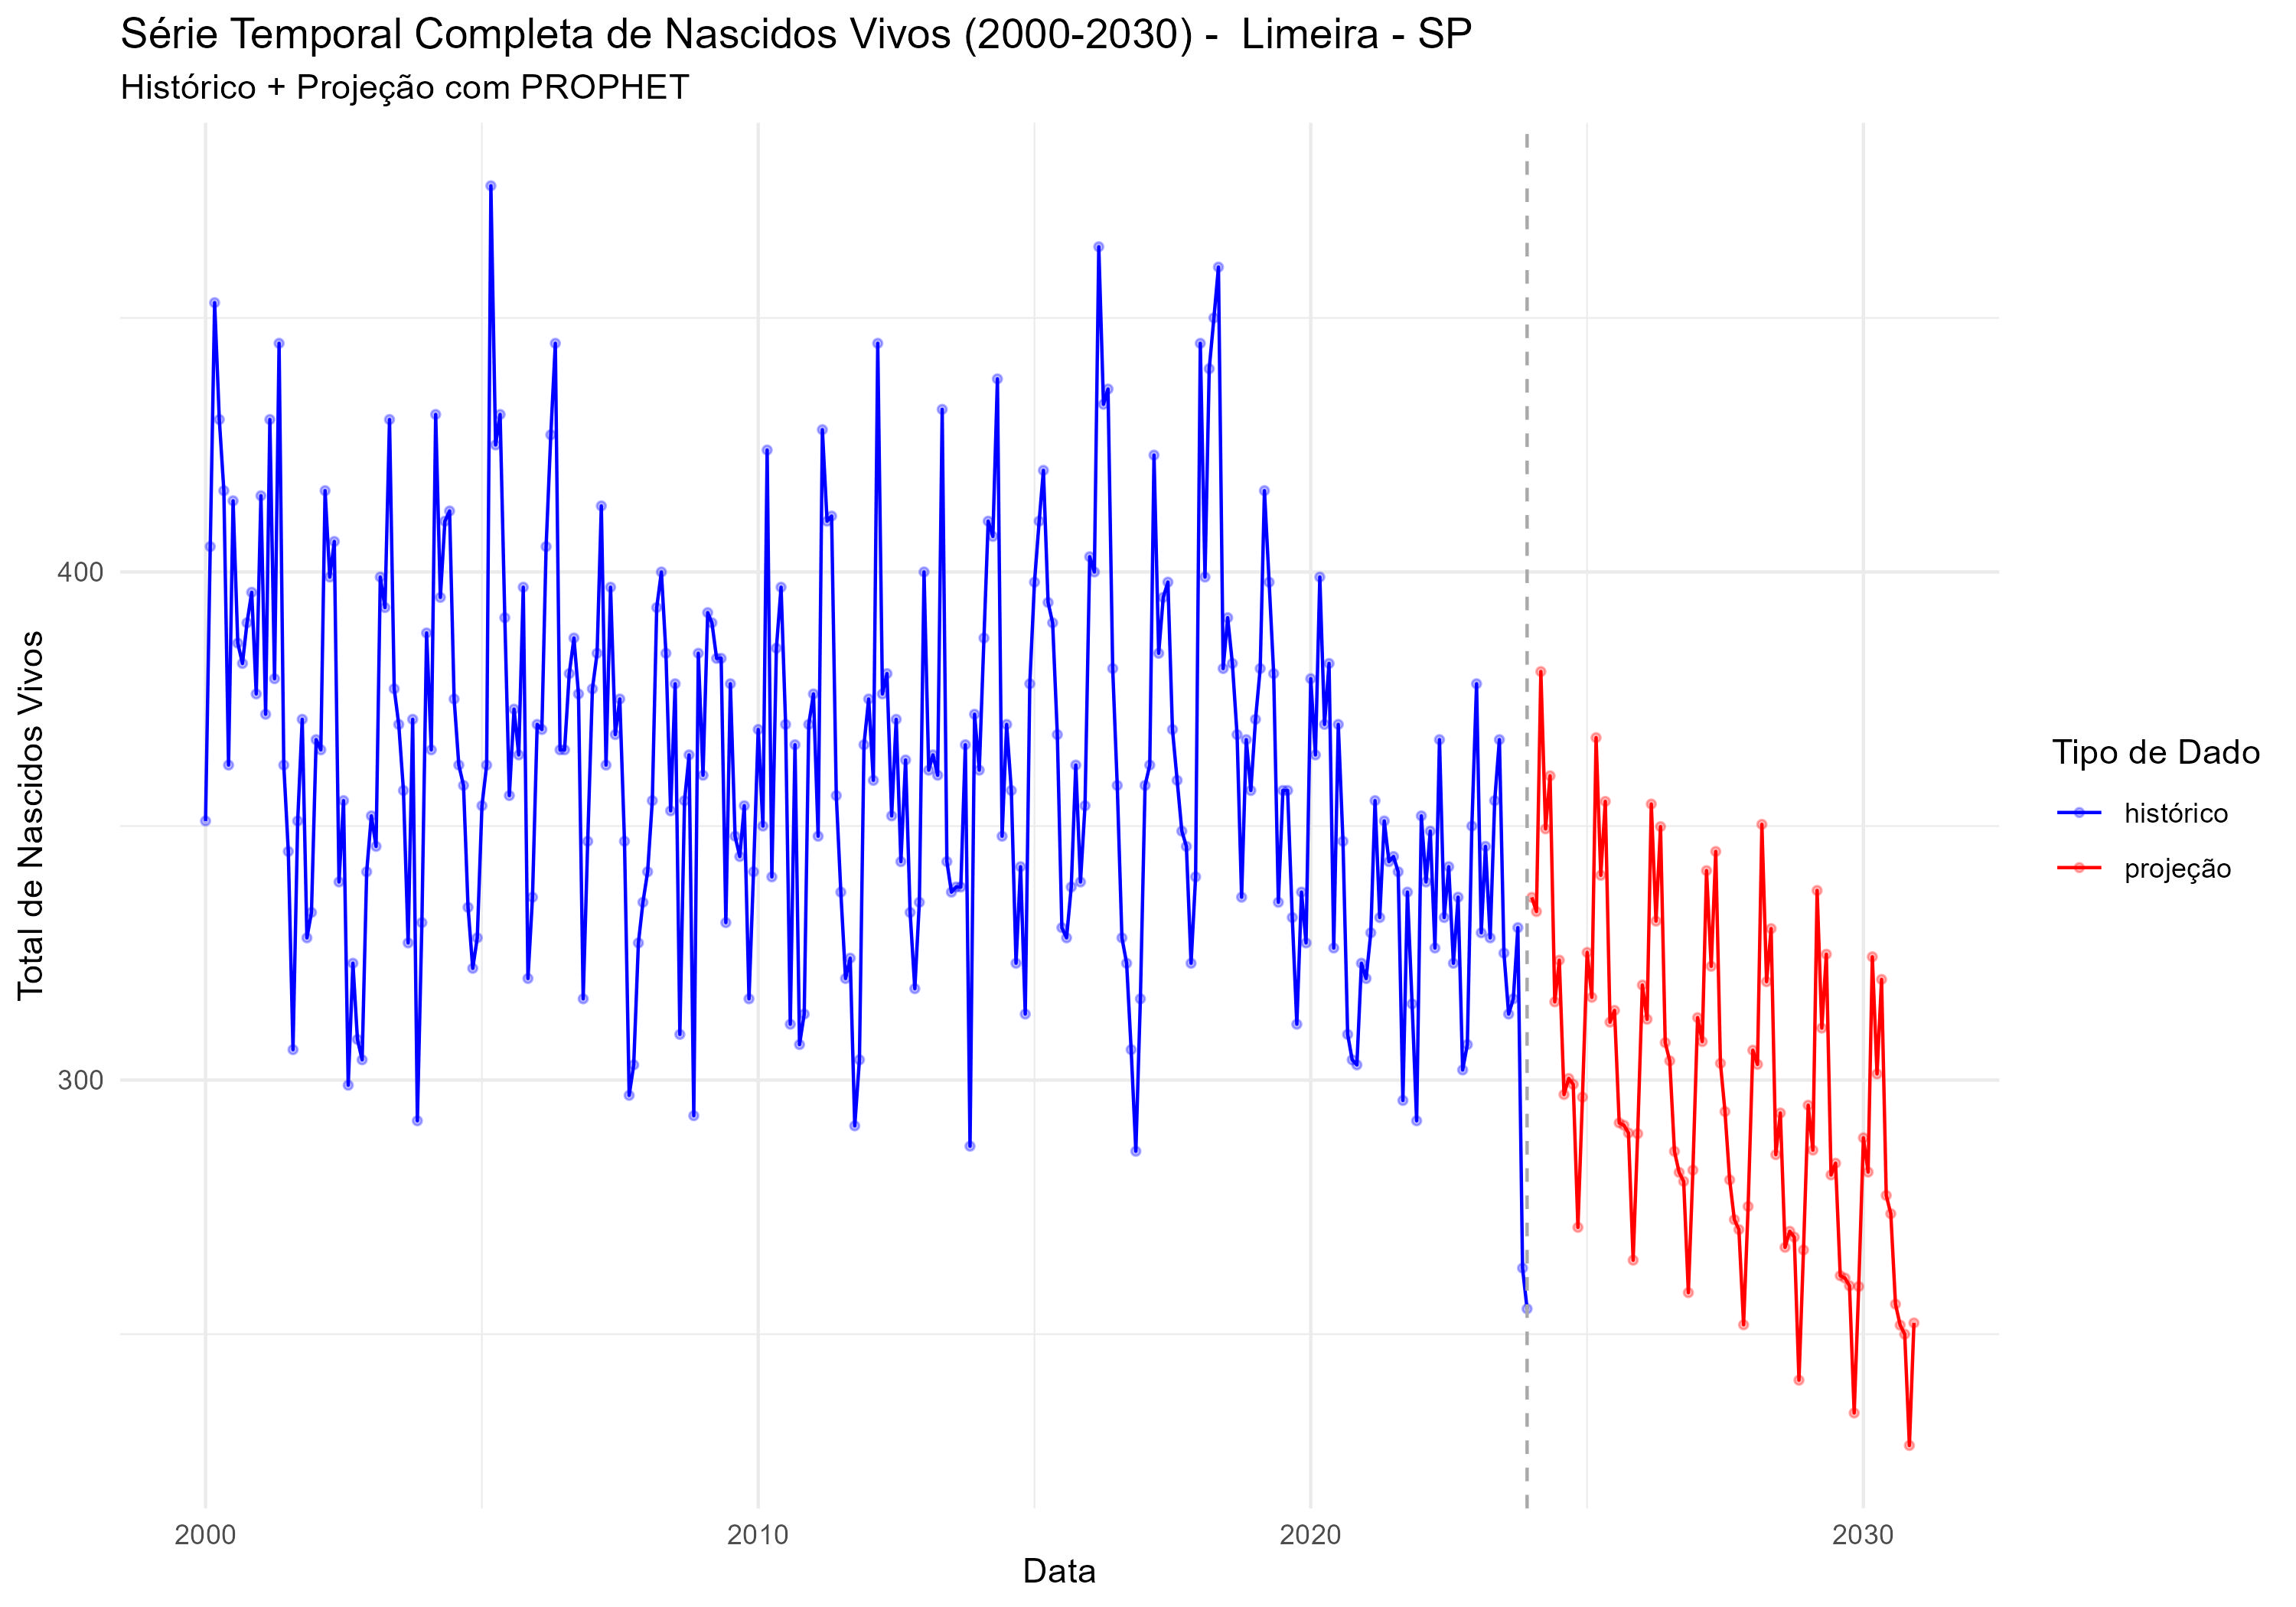 Série Temporal Completa de Nascidos Vivos (2000-2030) -  Limeira - SP
Histórico + Projeção com PROPHET
Total de Nascidos Vivos
400
300
2000
2010
2020
2030
Data
Tipo de Dado
histórico
projeção